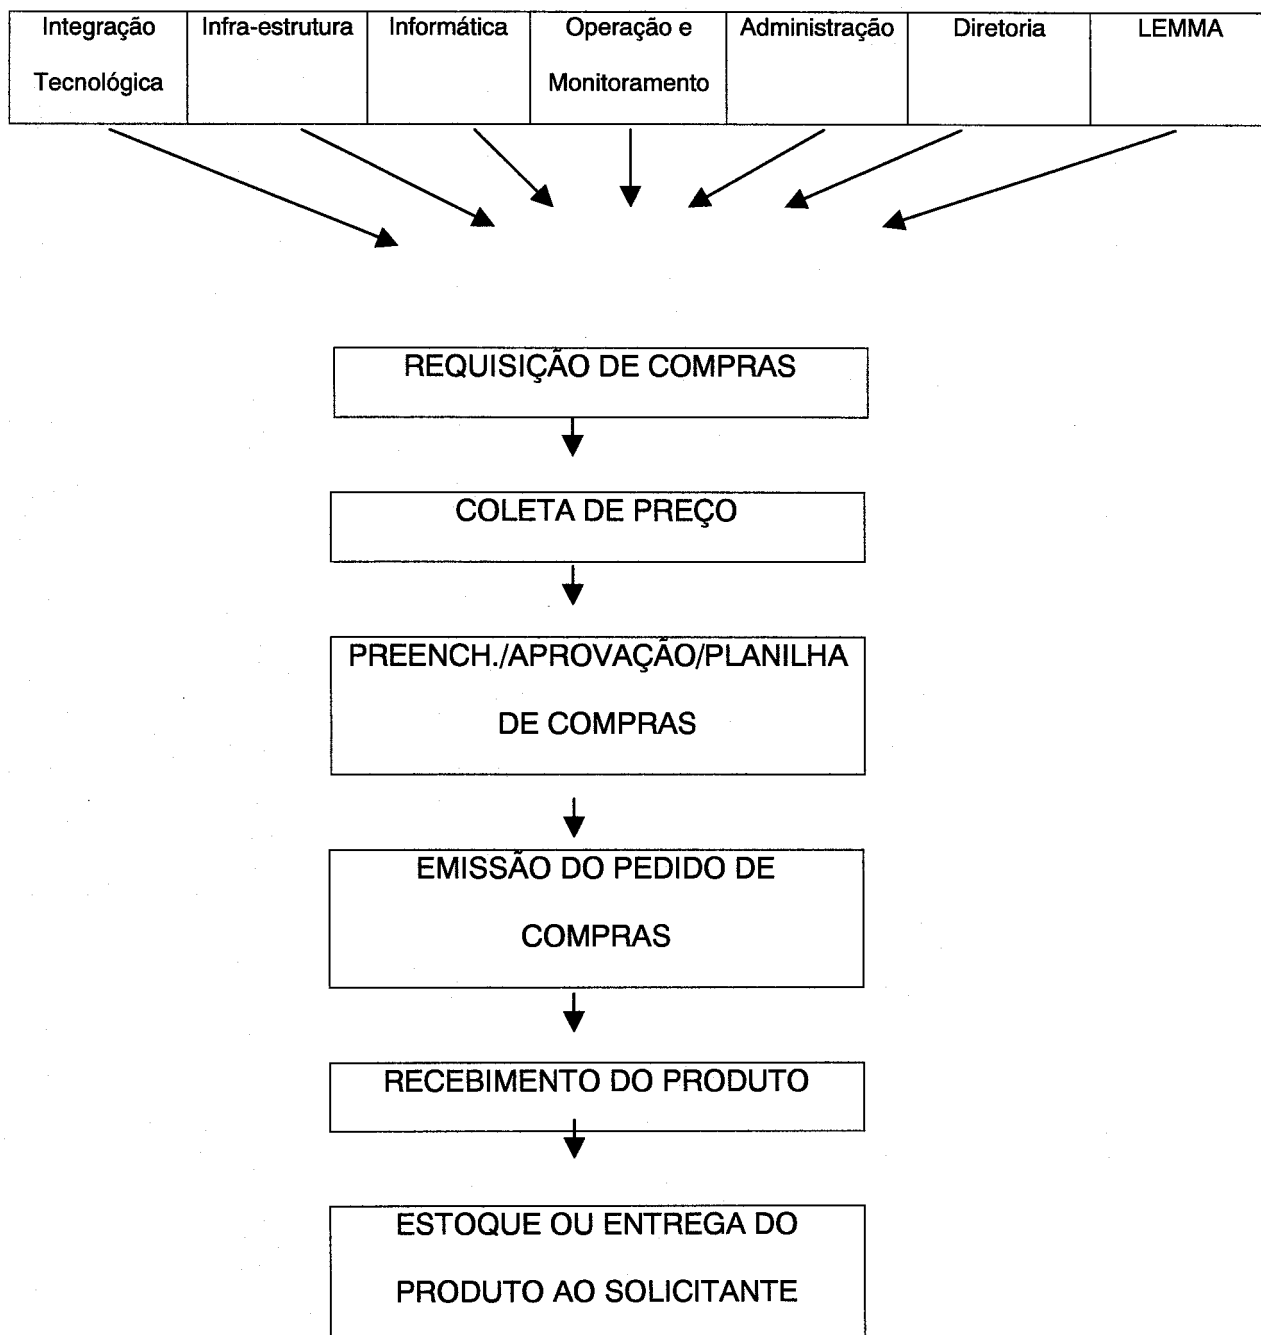 Integração Infra-estrutura Informática Operação e Administração Diretoria LEMMA
Tecnológica Monitoramento
REQUISIÇÃO DE COMPRAS
COLETA DE PREÇO
PREENCH./APROVAÇÃO/PLANILHA
DE COMPRAS
EMISSÃO DO PEDIDO DE
COMPRAS
RECEBIMENTO DO PRODUTO
ESTOQUE OU ENTREGA DO
PRODUTO AO SOLICITANTE